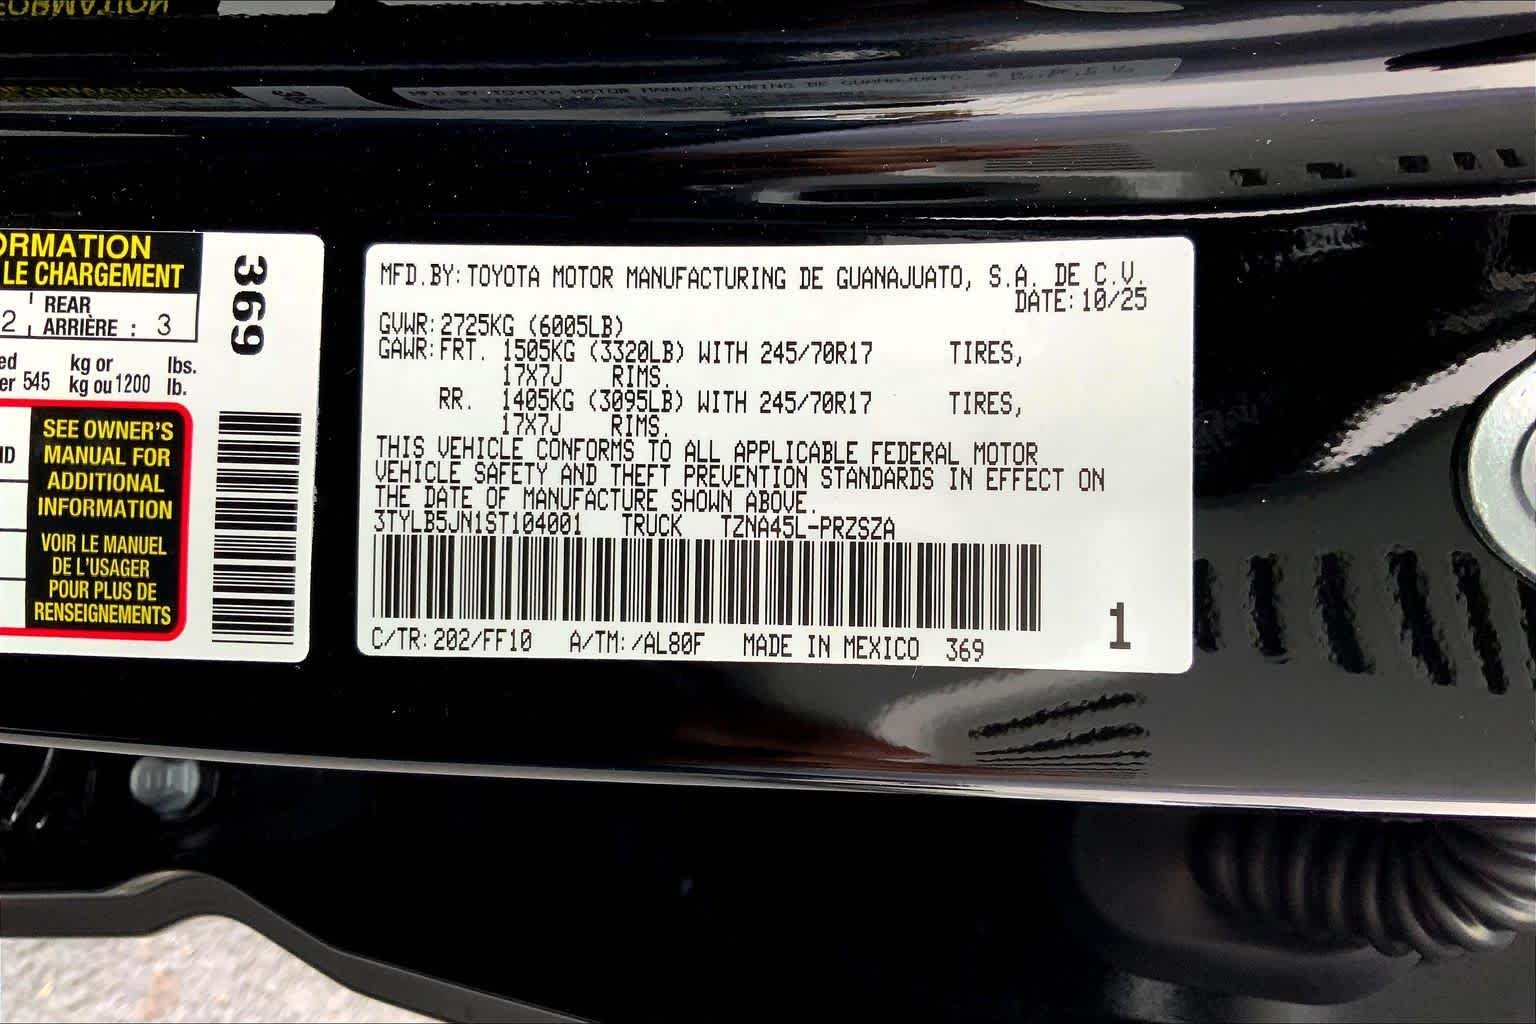 ORMATION
LE CHARGEMENT
2 REAR
ARRIÈRE : 3
ed kg or lbs.
er 545 kg ou 1200 lb.
ND
SEE OWNER'S
MANUAL FOR
ADDITIONAL
INFORMATION
VOIR LE MANUEL
DE L'USAGER
POUR PLUS DE
RENSEIGNEMENTS
369
MFD.BY:TOYOTA MOTOR MANUFACTURING DE GUANAJUATO, S.A. DE C.V.
DATE:10/25
GVWR:2725KG (6005LB)
GAWR:FRT. 1505KG (3320LB) WITH 245/70R17 TIRES,
17X7J RIMS.
RR. 1405KG (3095LB) WITH 245/70R17 TIRES,
17X7J RIMS.
THIS VEHICLE CONFORMS TO ALL APPLICABLE FEDERAL MOTOR
VEHICLE SAFETY AND THEFT PREVENTION STANDARDS IN EFFECT ON
THE DATE OF MANUFACTURE SHOWN ABOVE.
3TYLB5JN1ST104001 TRUCK TZNA45L-PRZSZA
C/TR:202/FF10 A/TM:/AL80F MADE IN MEXICO 369
1